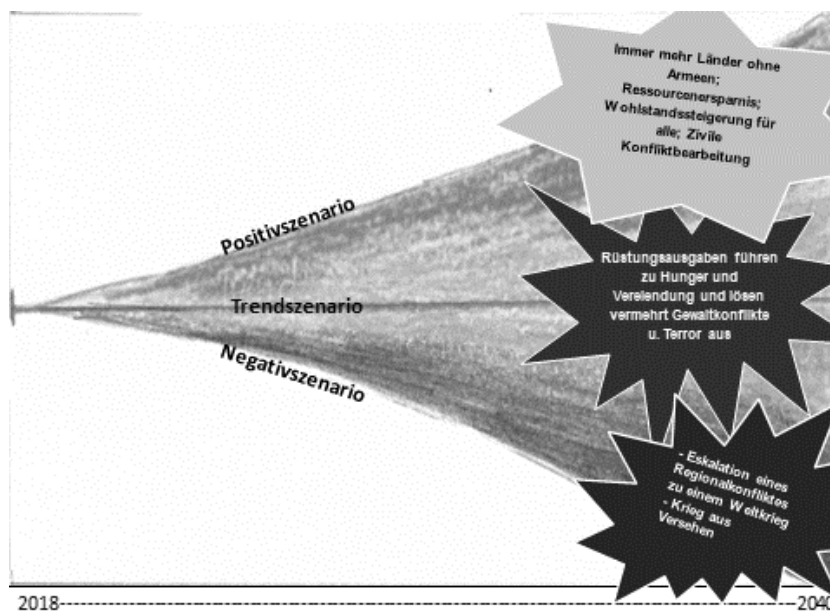 Immer mehr Länder ohne
Armeen;
Ressourcenersparnis;
Wohlstandssteigerung für
alle; Zivile
Konfliktbearbeitung
Positivszenario
Rüstungsausgaben führen
zu Hunger und
Verelendung und lösen
vermehrt Gewaltkonflikte
u. Terror aus
Trendszenario
Negativszenario
- Eskalation eines
Regionalkonfliktes
zu einem Weltkrieg
- Krieg aus
Versehen
2018